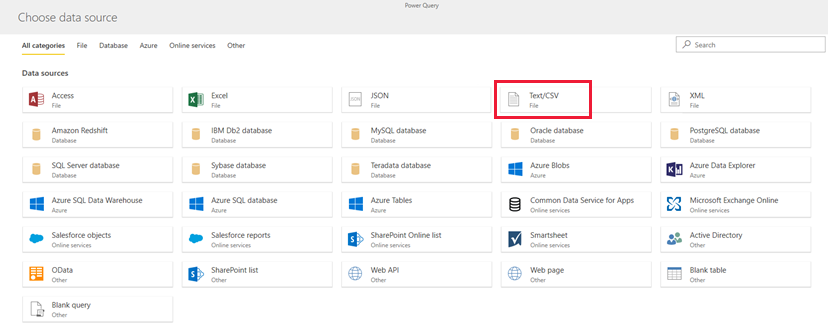 Power Query
Choose data source
All categories File Database Azure Online services Other
Search
Data sources
Access Excel JSON Text/CSV XML
File File JSON File File File
Amazon Redshift IBM Db2 database MySQL database Oracle database PostgreSQL database
Database Database Database Database Database
SQL Server database Sybase database Teradata database Azure Blobs Azure Data Explorer
Database Database Database Azure Azure
Azure SQL Data Warehouse Azure SQL database Azure Tables Common Data Service for Apps Microsoft Exchange Online
Azure Azure Azure Online services Online services
Salesforce objects Salesforce reports SharePoint Online list Smartsheet Active Directory
Online services Online services Online services Online services Other
OData SharePoint list Web API Web page Blank table
Other Other Other Other Other
Blank query
Other